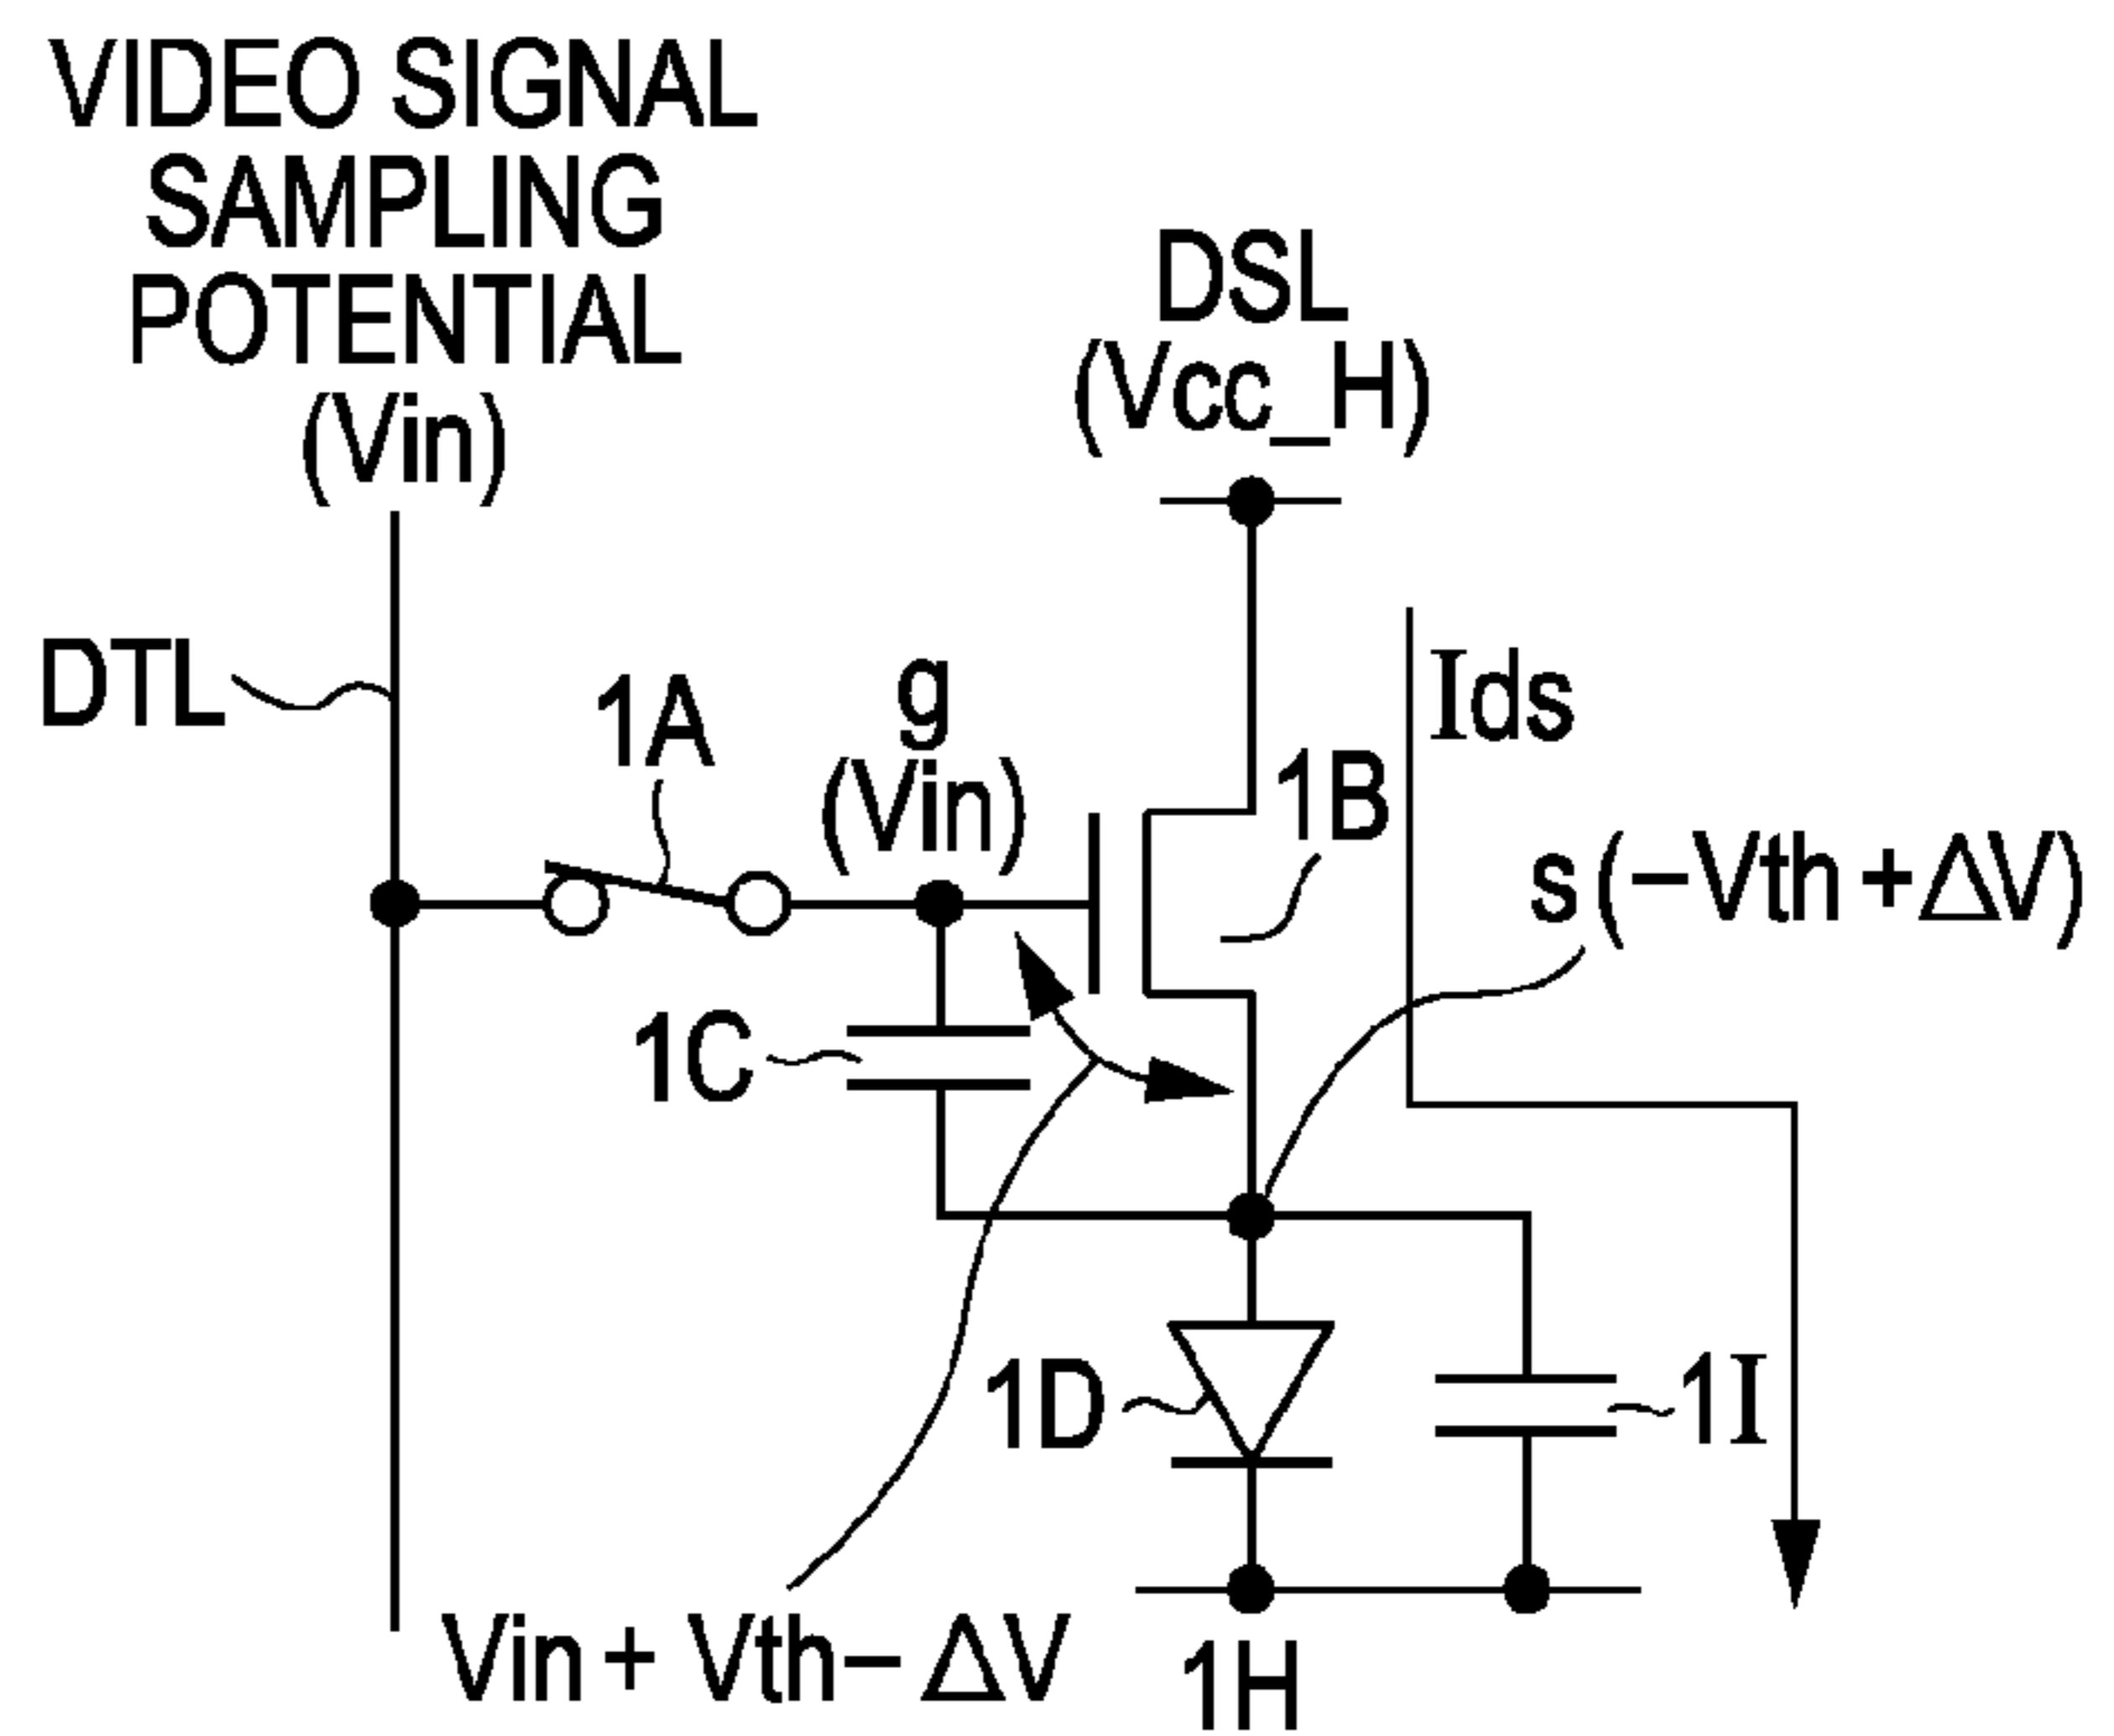 VIDEO SIGNAL
SAMPLING
POTENTIAL
(Vin)
DSL
(Vcc_H)
DTL
1A
g
(Vin)
1B
Ids
s(−Vth+ΔV)
1C
1D
1I
Vin+ Vth−ΔV
1H